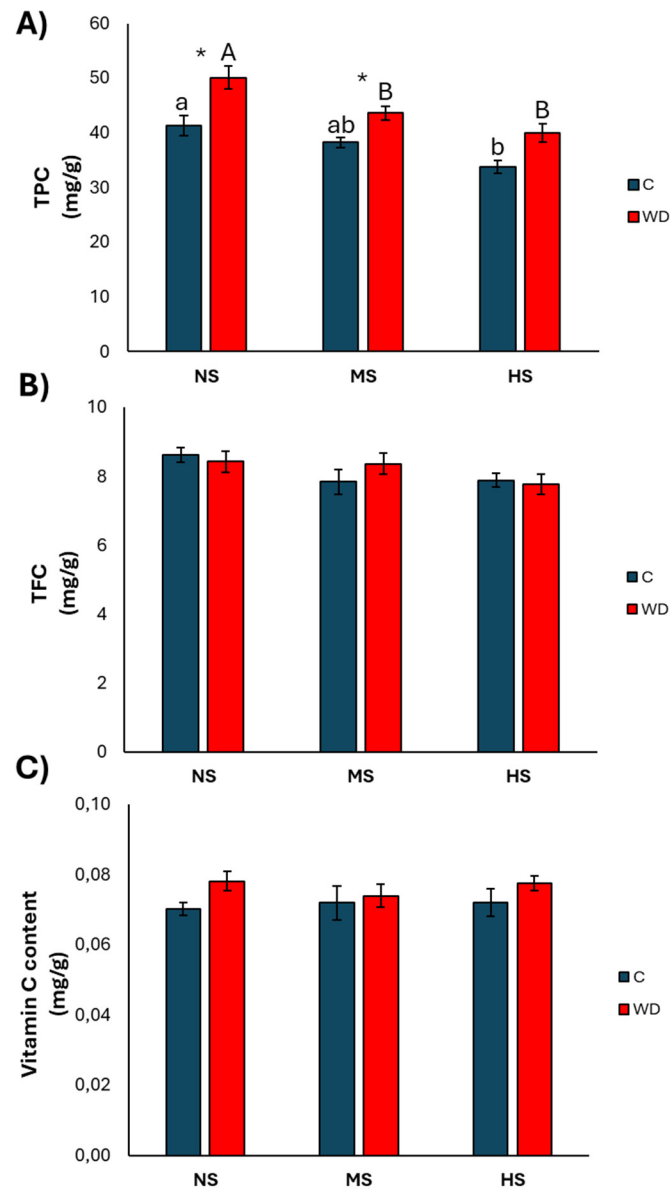 A)
60
50
40
30
20
10
0
TPC
(mg/g)
* A
a
*
B
ab
B
b
C
WD
NS MS HS
B)
10
8
6
4
2
0
TFC
(mg/g)
C
WD
NS MS HS
C)
0,10
0,08
0,06
0,04
0,02
0,00
Vitamin C content
(mg/g)
C
WD
NS MS HS